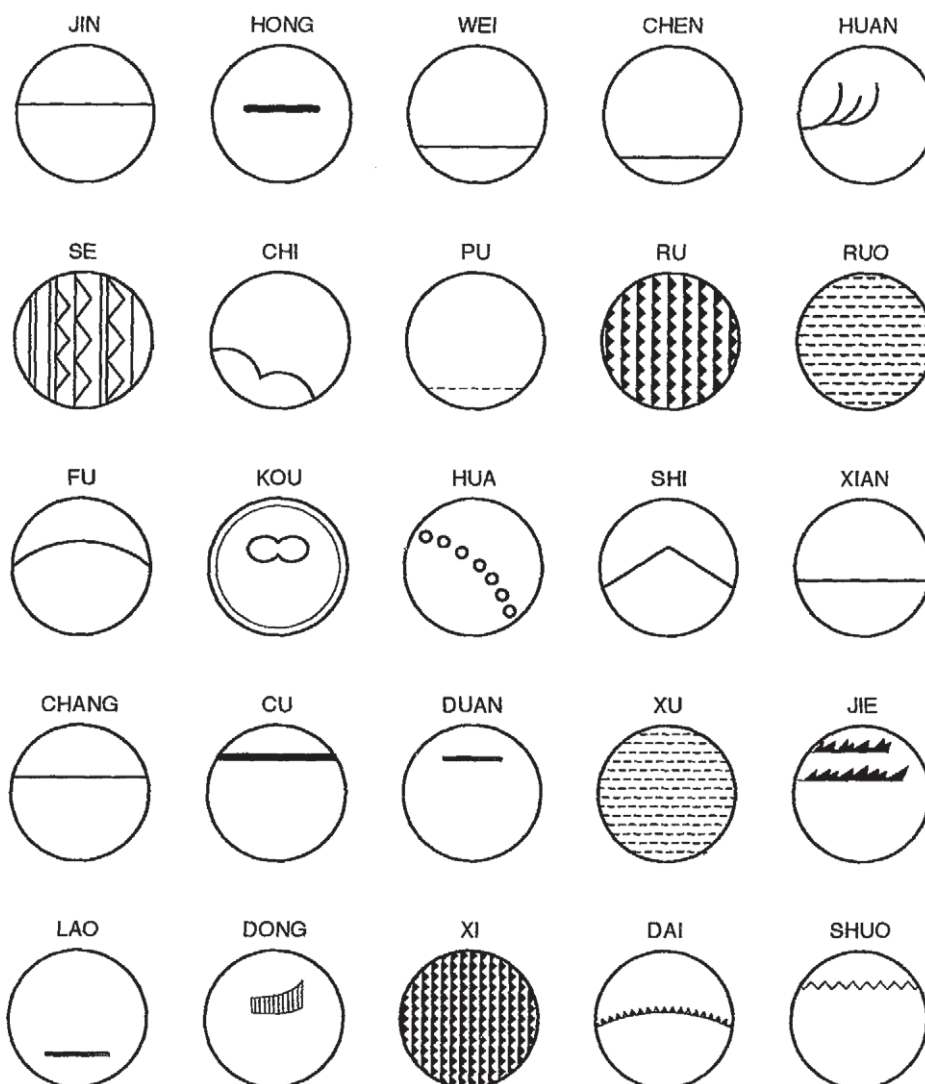 JIN HONG WEI CHEN HUAN
SE CHI PU RU RUO
FU KOU HUA SHI XIAN
CHANG CU DUAN XU JIE
LAO DONG XI DAI SHUO